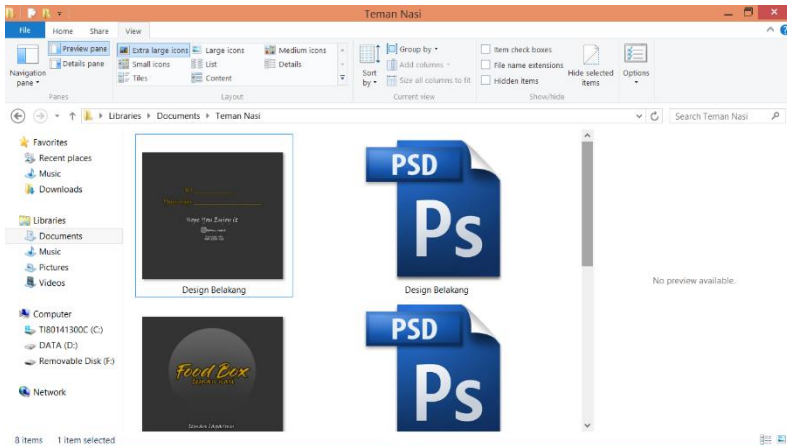 Teman Nasi
File Home Share View
Preview pane
Details pane
Navigation pane
Panes
Extra large icons Large icons Medium icons
Small icons List Details
Tiles Content
Layout
Sort by
Group by
Add columns
Size all columns to fit
Current view
Item check boxes
File name extensions
Hidden items
Hide selected items
Show/hide
Options
Libraries Documents Teman Nasi
Search Teman Nasi
Favorites
Recent places
Music
Downloads
Libraries
Documents
Music
Pictures
Videos
Computer
TI80141300C (C:)
DATA (D:)
Removable Disk (F:)
Network
Hope You Enjoy it
Design Belakang
PSD
Ps
Design Belakang
Food Box
PSD
Ps
No preview available.
8 items 1 item selected